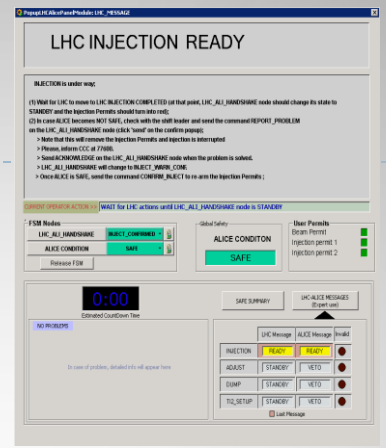 PopupLHCAlicePanelModule: LHC_MESSAGE
LHC INJECTION READY
INJECTION is under way;
(1) Wait for LHC to move to LHC INJECTION COMPLETED (at that point, LHC_ALI_HANDSHAKE node should change its state to
STANDBY and the Injection Permits should turn into red);
(2) In case ALICE becomes NOT SAFE, check with the shift leader and send the command REPORT_PROBLEM
on the LHC_ALI_HANDSHAKE node (click 'send' on the confirm popup);
> Note that this will remove the Injection Permits and injection is interrupted
> Please, inform CCC at 77600.
> Send ACKNOWLEDGE on the LHC_ALI_HANDSHAKE node when the problem is solved.
> LHC_ALI_HANDSHAKE will change to INJECT_WARN_CONF.
> Once ALICE is SAFE, send the command CONFIRM_INJECT to re arm the Injection Permits ;
CURRENT OPERATOR ACTION >> WAIT for LHC actions until LHC_ALI_HANDSHAKE node is STANDBY
FSM Nodes
LHC_ALI_HANDSHAKE INJECT_CONFIRMED
ALICE CONDITION SAFE
Release FSM
Global Safety
ALICE CONDITON
SAFE
User Permits
Beam Permit
Injection permit 1
Injection permit 2
0:00
Estimated CountDown Time
NO PROBLEMS
In case of problem, detailed info will appear here
SAFE SUMMARY
LHC-ALICE MESSAGES
(Expert use)
LHC Message ALICE Message Invalid
INJECTION READY READY
ADJUST STANDBY VETO
DUMP STANDBY VETO
TI2_SETUP STANDBY VETO
Last Message